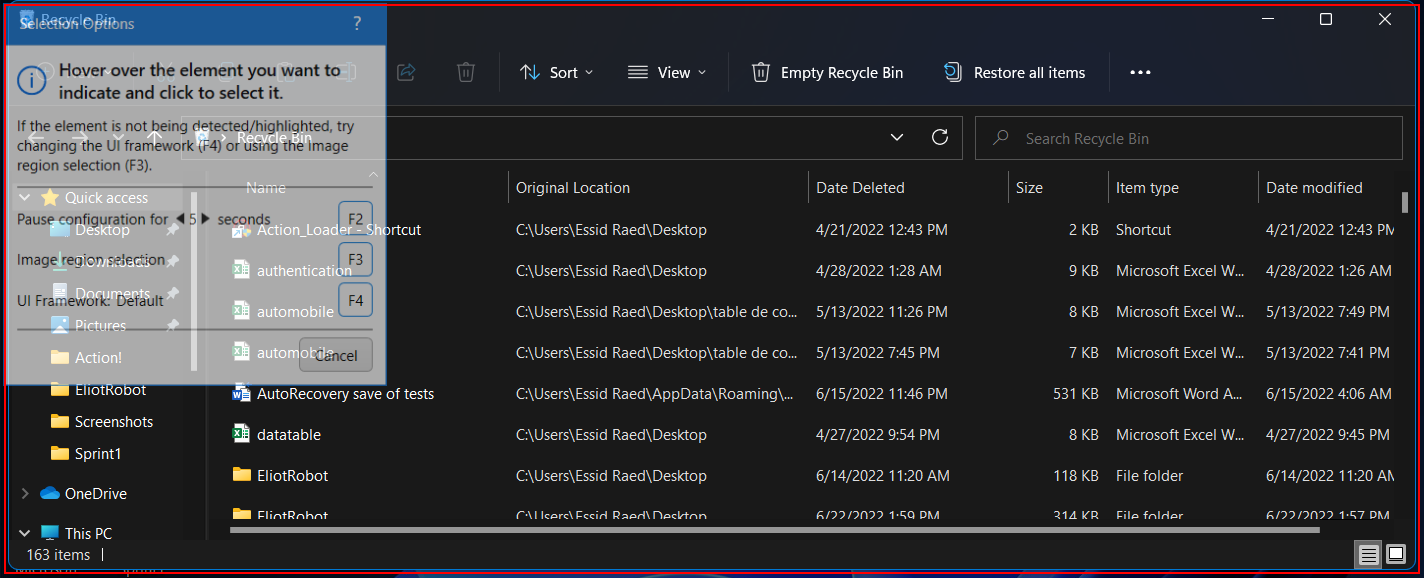 Recycle Bin
Selection Options
?
Hover over the element you want to
indicate and click to select it.
Sort
View
Empty Recycle Bin
Restore all items
If the element is not being detected/highlighted, try
changing the UI framework (F4) or using the image
region selection (F3).
Recycle Bin
Search Recycle Bin
Name Original Location Date Deleted Size Item type Date modified
Quick access
Pause configuration for 5 seconds F2
Image region selection F3
UI Framework: Default F4
Cancel
Desktop
Downloads
Documents
Pictures
Action!
EliotRobot
Screenshots
Sprint1
OneDrive
This PC
Action_Loader - Shortcut C:\Users\Essid Raed\Desktop 4/21/2022 12:43 PM 2 KB Shortcut 4/21/2022 12:43 PM
authentication C:\Users\Essid Raed\Desktop 4/28/2022 1:28 AM 9 KB Microsoft Excel W... 4/28/2022 1:26 AM
automobile C:\Users\Essid Raed\Desktop\table de co... 5/13/2022 11:26 PM 8 KB Microsoft Excel W... 5/13/2022 7:49 PM
automobile C:\Users\Essid Raed\Desktop\table de co... 5/13/2022 7:45 PM 7 KB Microsoft Excel W... 5/13/2022 7:41 PM
AutoRecovery save of tests C:\Users\Essid Raed\AppData\Roaming\... 6/15/2022 11:46 PM 531 KB Microsoft Word A... 6/15/2022 4:06 AM
datatable C:\Users\Essid Raed\Desktop 4/27/2022 9:54 PM 8 KB Microsoft Excel W... 4/27/2022 9:45 PM
EliotRobot C:\Users\Essid Raed\Desktop 6/14/2022 11:20 AM 118 KB File folder 6/14/2022 11:20 AM
EliotRobot C:\Users\Essid Raed\Desktop 6/22/2022 1:59 PM 314 KB File folder 6/22/2022 1:57 PM
163 items